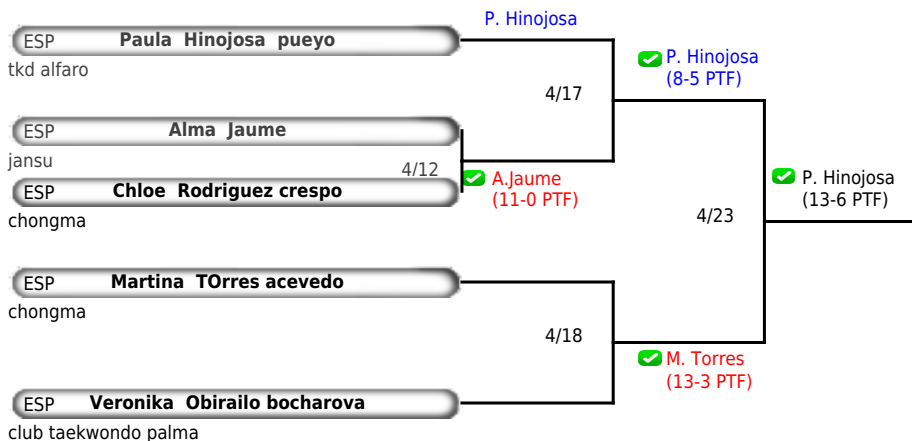 P. Hinojosa
ESP Paula Hinojosa pueyo
tkd alfaro
P. Hinojosa
(8-5 PTF)
4/17
ESP Alma Jaume
jansu
4/12
A.Jaume
(11-0 PTF)
ESP Chloe Rodriguez crespo
chongma
P. Hinojosa
(13-6 PTF)
4/23
ESP Martina TOrres acevedo
chongma
4/18
M. Torres
(13-3 PTF)
ESP Veronika Obirailo bocharova
club taekwondo palma